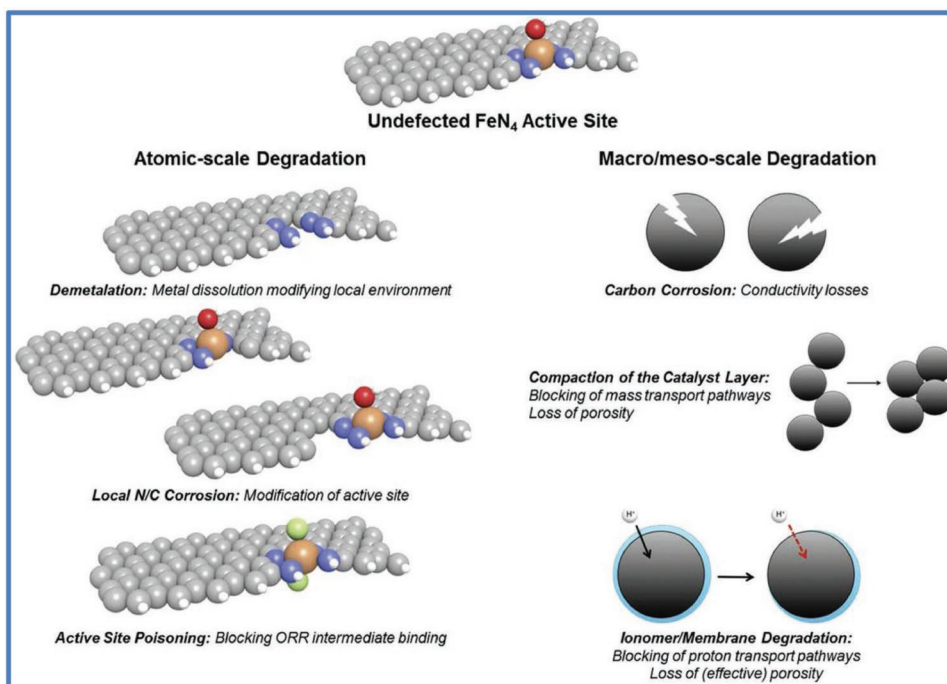 Undefected FeN₄ Active Site
Atomic-scale Degradation
Demetalation: Metal dissolution modifying local environment
Local N/C Corrosion: Modification of active site
Active Site Poisoning: Blocking ORR intermediate binding
Macro/meso-scale Degradation
Carbon Corrosion: Conductivity losses
Compaction of the Catalyst Layer:
Blocking of mass transport pathways
Loss of porosity
H⁺
H⁺
Ionomer/Membrane Degradation:
Blocking of proton transport pathways
Loss of (effective) porosity